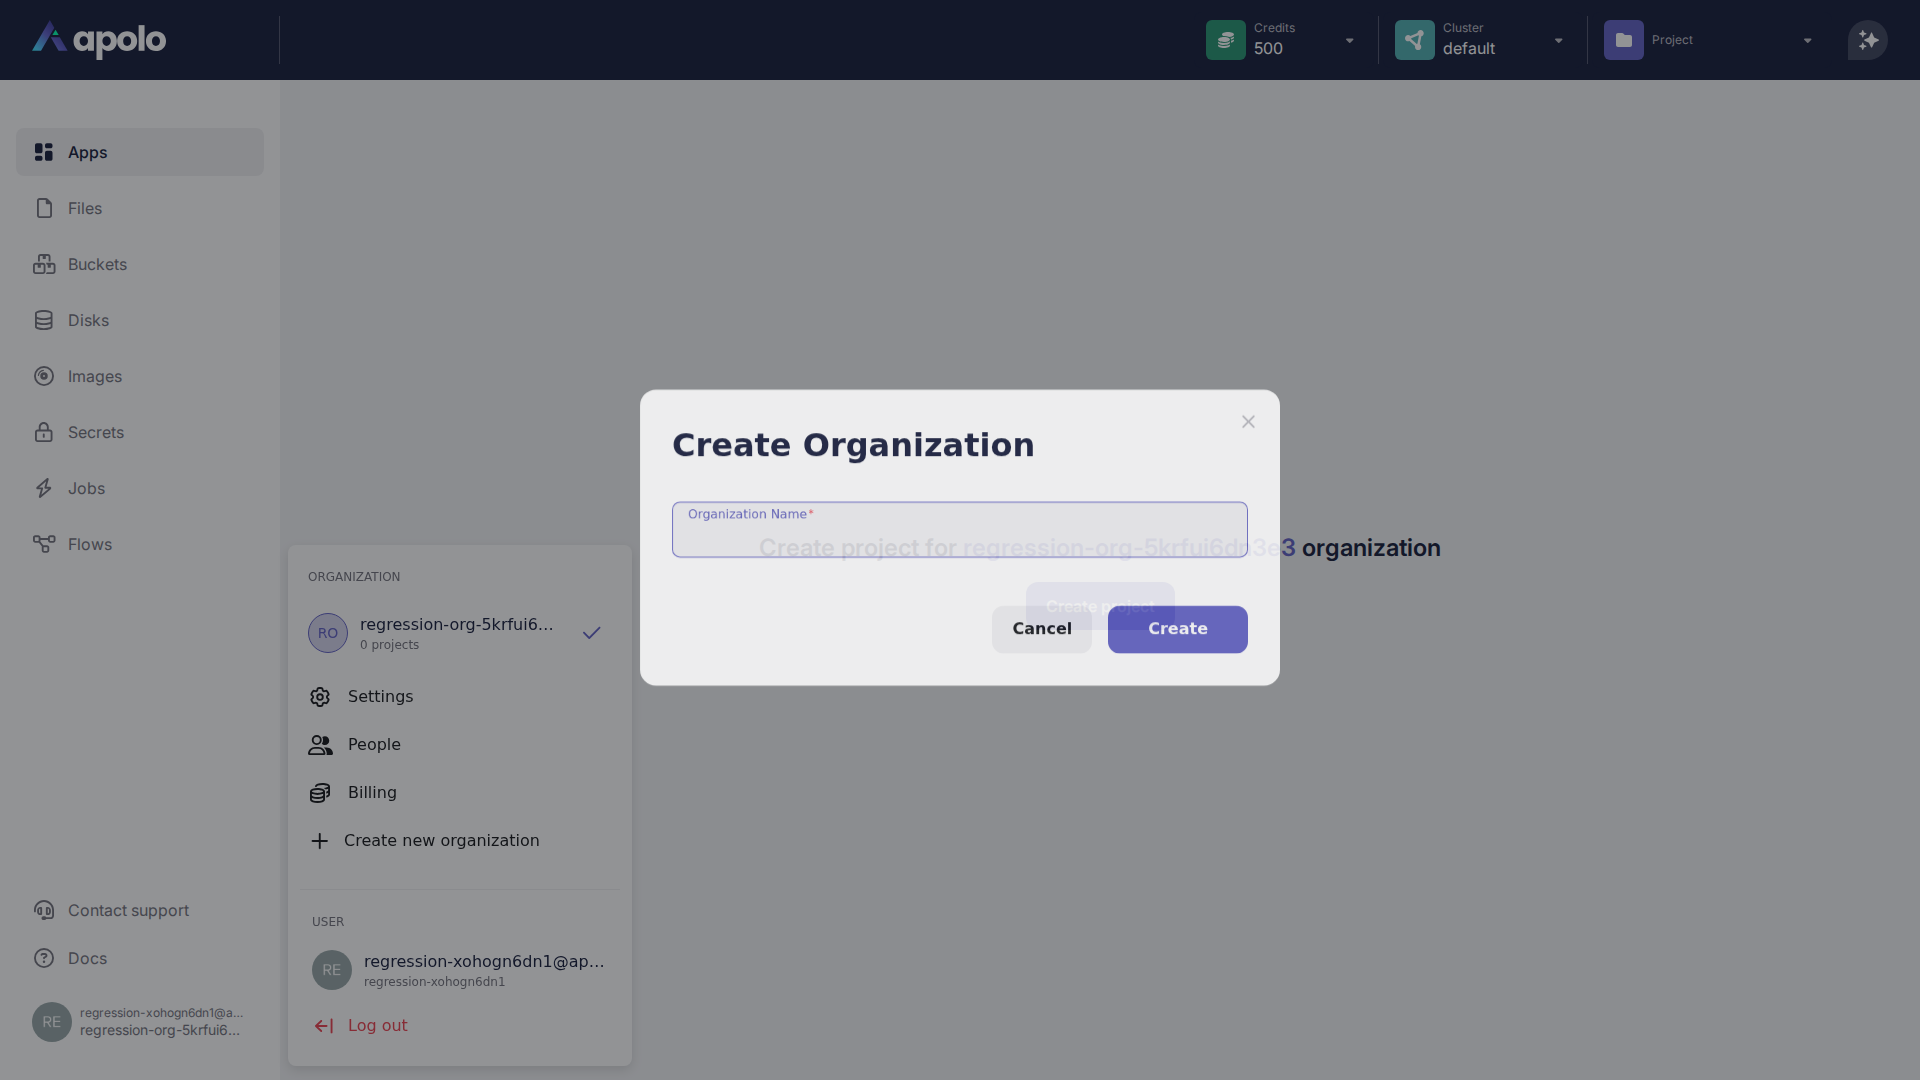 apolo
Credits
500
Cluster
default
Project
Apps
Files
Buckets
Disks
Images
Secrets
Jobs
Flows
Contact support
Docs
RE
regression-xohogn6dn1@a...
regression-org-5krfui6...
ORGANIZATION
RO
regression-org-5krfui6...
0 projects
Settings
People
Billing
Create new organization
USER
RE
regression-xohogn6dn1@ap...
regression-xohogn6dn1
Log out
Create Organization
Organization Name*
Create project for regression-org-5krfui6dn3e3 organization
Create project
Cancel
Create